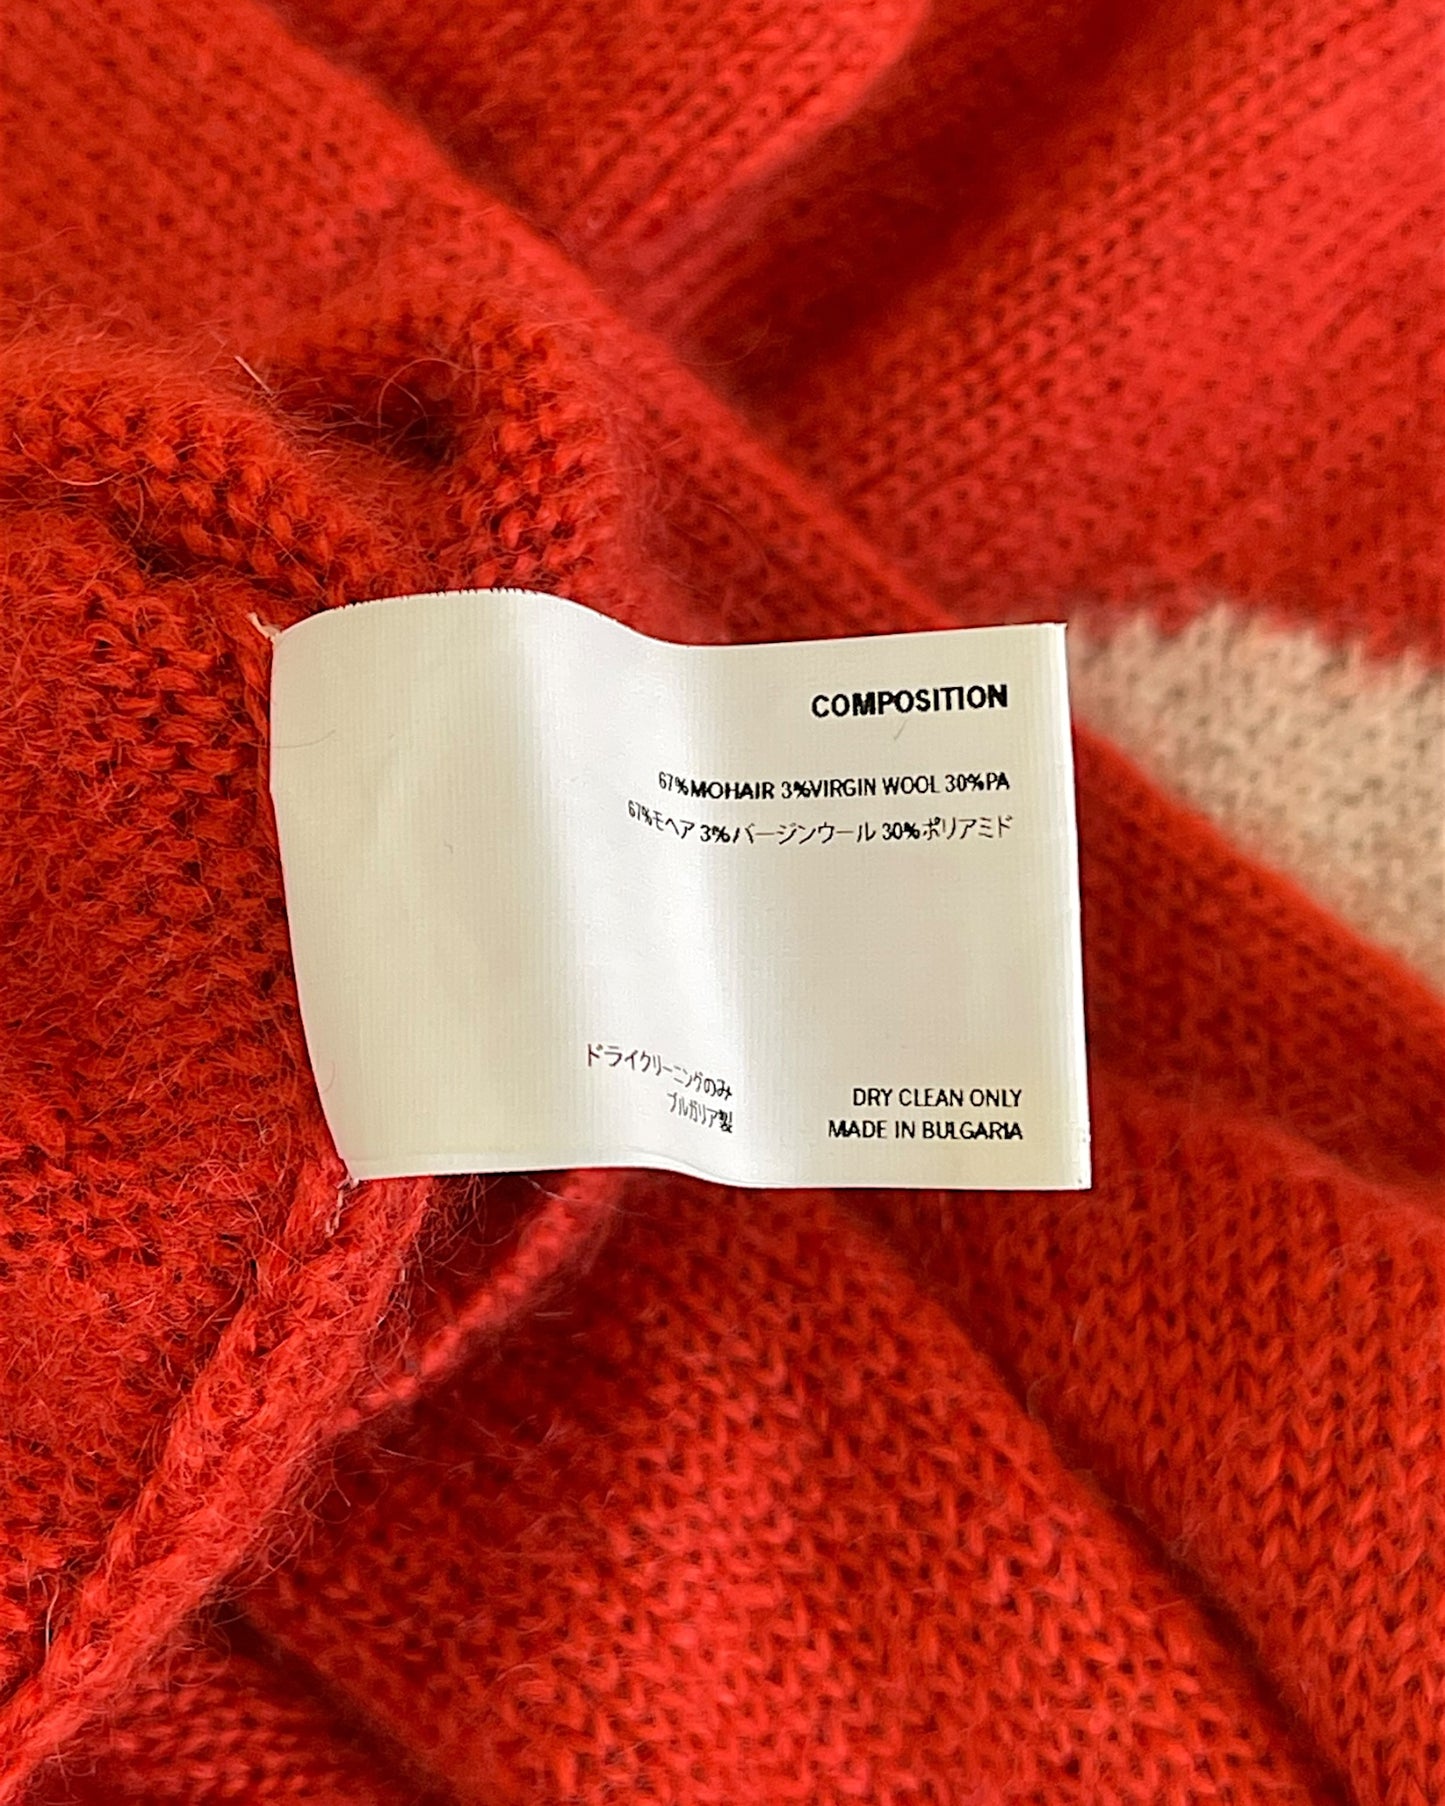 COMPOSITION
67%MOHAIR 3%VIRGIN WOOL 30%PA
67%モヘア 3%バージンウール 30%ポリアミド
ドライクリーニングのみ
ブルガリア製
DRY CLEAN ONLY
MADE IN BULGARIA